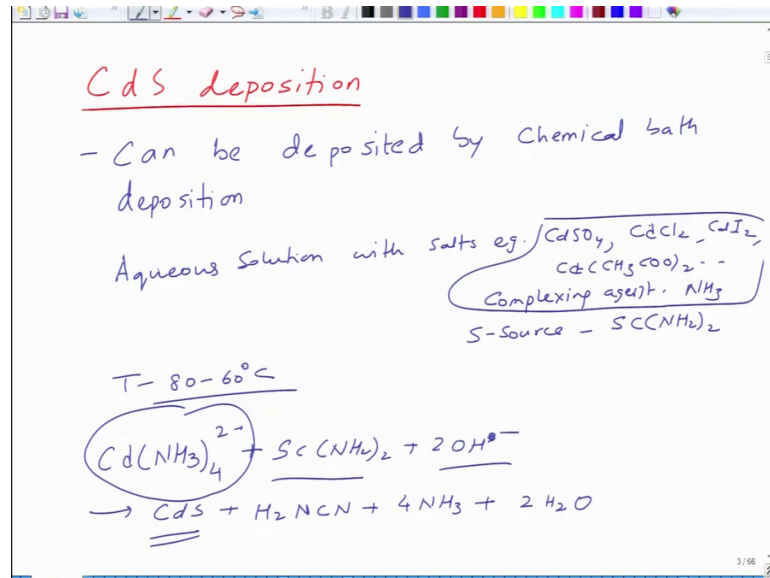 CdS deposition
- Can be deposited by Chemical bath
deposition
Aqueous Solution with salts eg. CdSO4, CdCl2, CdI2,
Cd(CH3COO)2 --
Complexing agent. NH3
S-Source - SC(NH2)2
T- 80-60°C
Cd(NH3)4 2- + SC(NH2)2 + 2OH-
→ CdS + H2NCN + 4NH3 + 2H2O
3 / 66